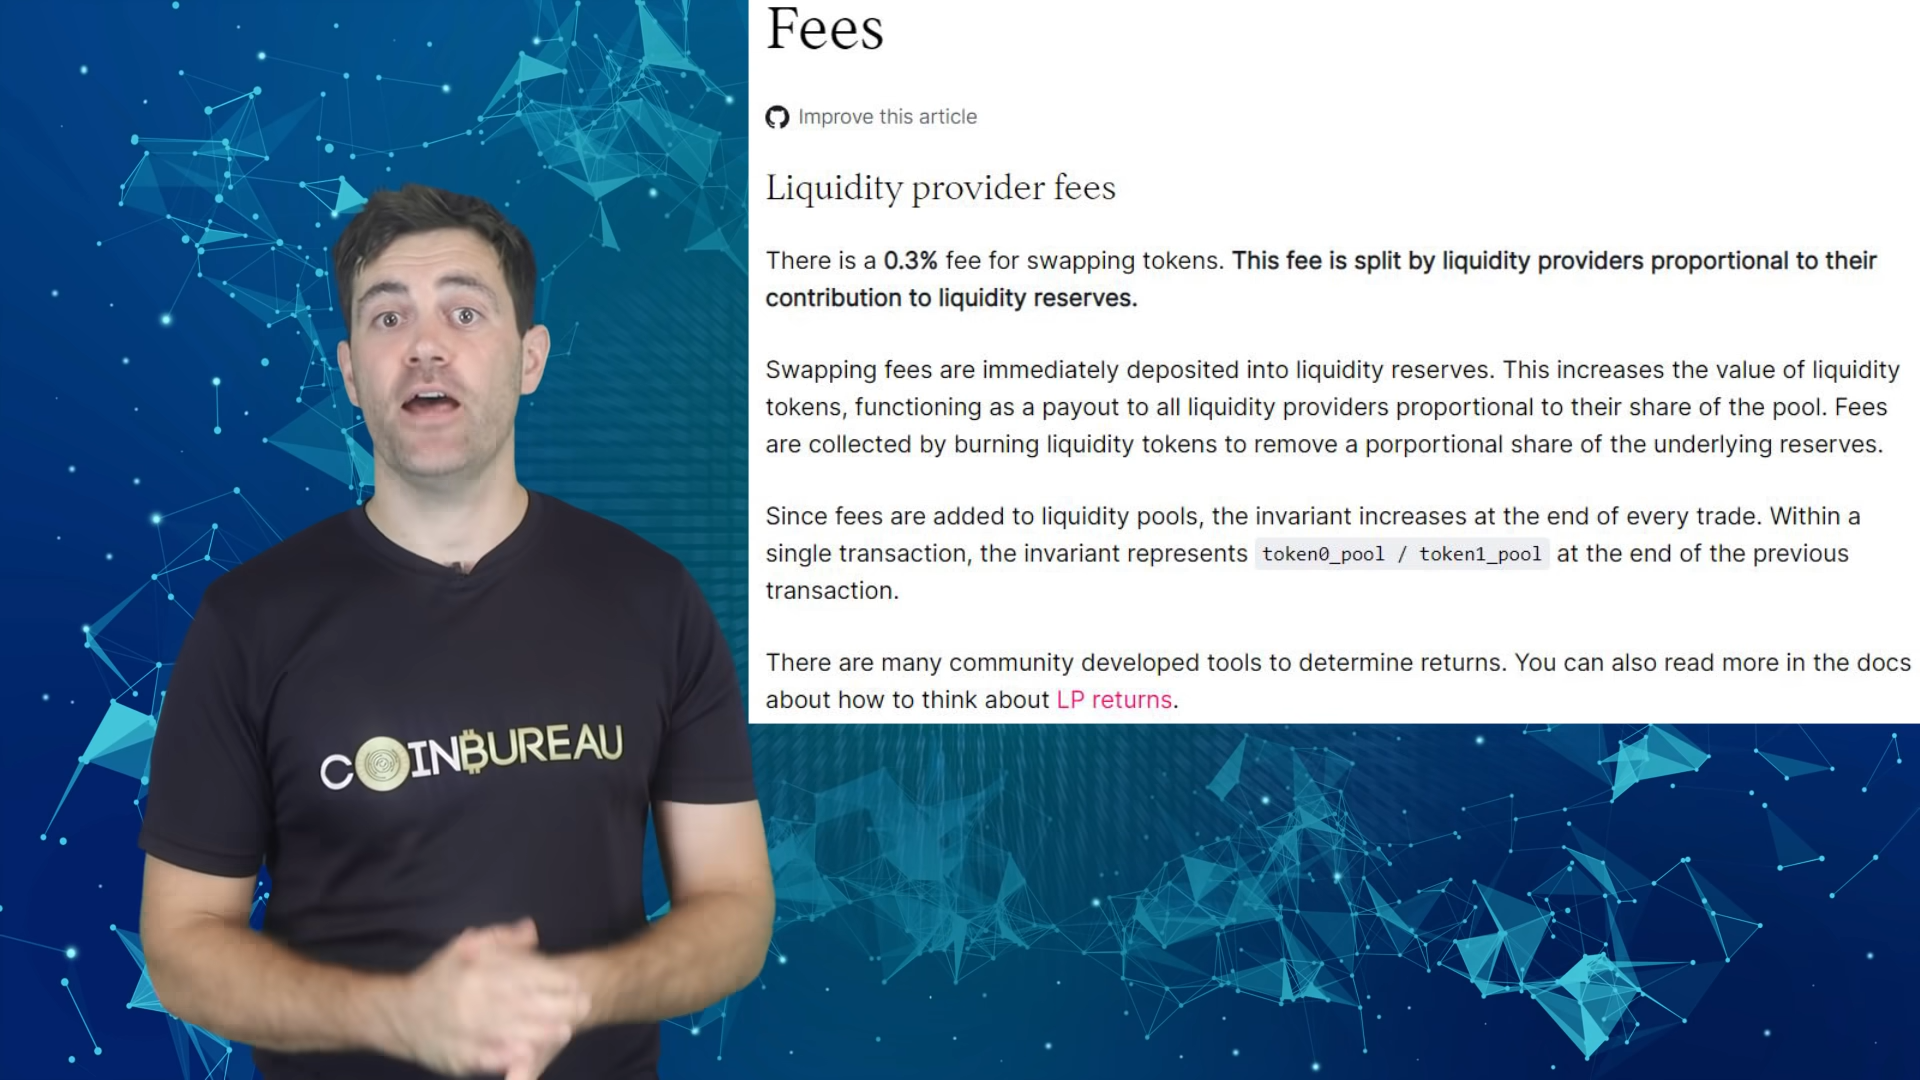 Fees
Improve this article
Liquidity provider fees
There is a 0.3% fee for swapping tokens. This fee is split by liquidity providers proportional to their
contribution to liquidity reserves.
Swapping fees are immediately deposited into liquidity reserves. This increases the value of liquidity
tokens, functioning as a payout to all liquidity providers proportional to their share of the pool. Fees
are collected by burning liquidity tokens to remove a porportional share of the underlying reserves.
Since fees are added to liquidity pools, the invariant increases at the end of every trade. Within a
single transaction, the invariant represents token0_pool / token1_pool at the end of the previous
transaction.
There are many community developed tools to determine returns. You can also read more in the docs
about how to think about LP returns.
COINBUREAU